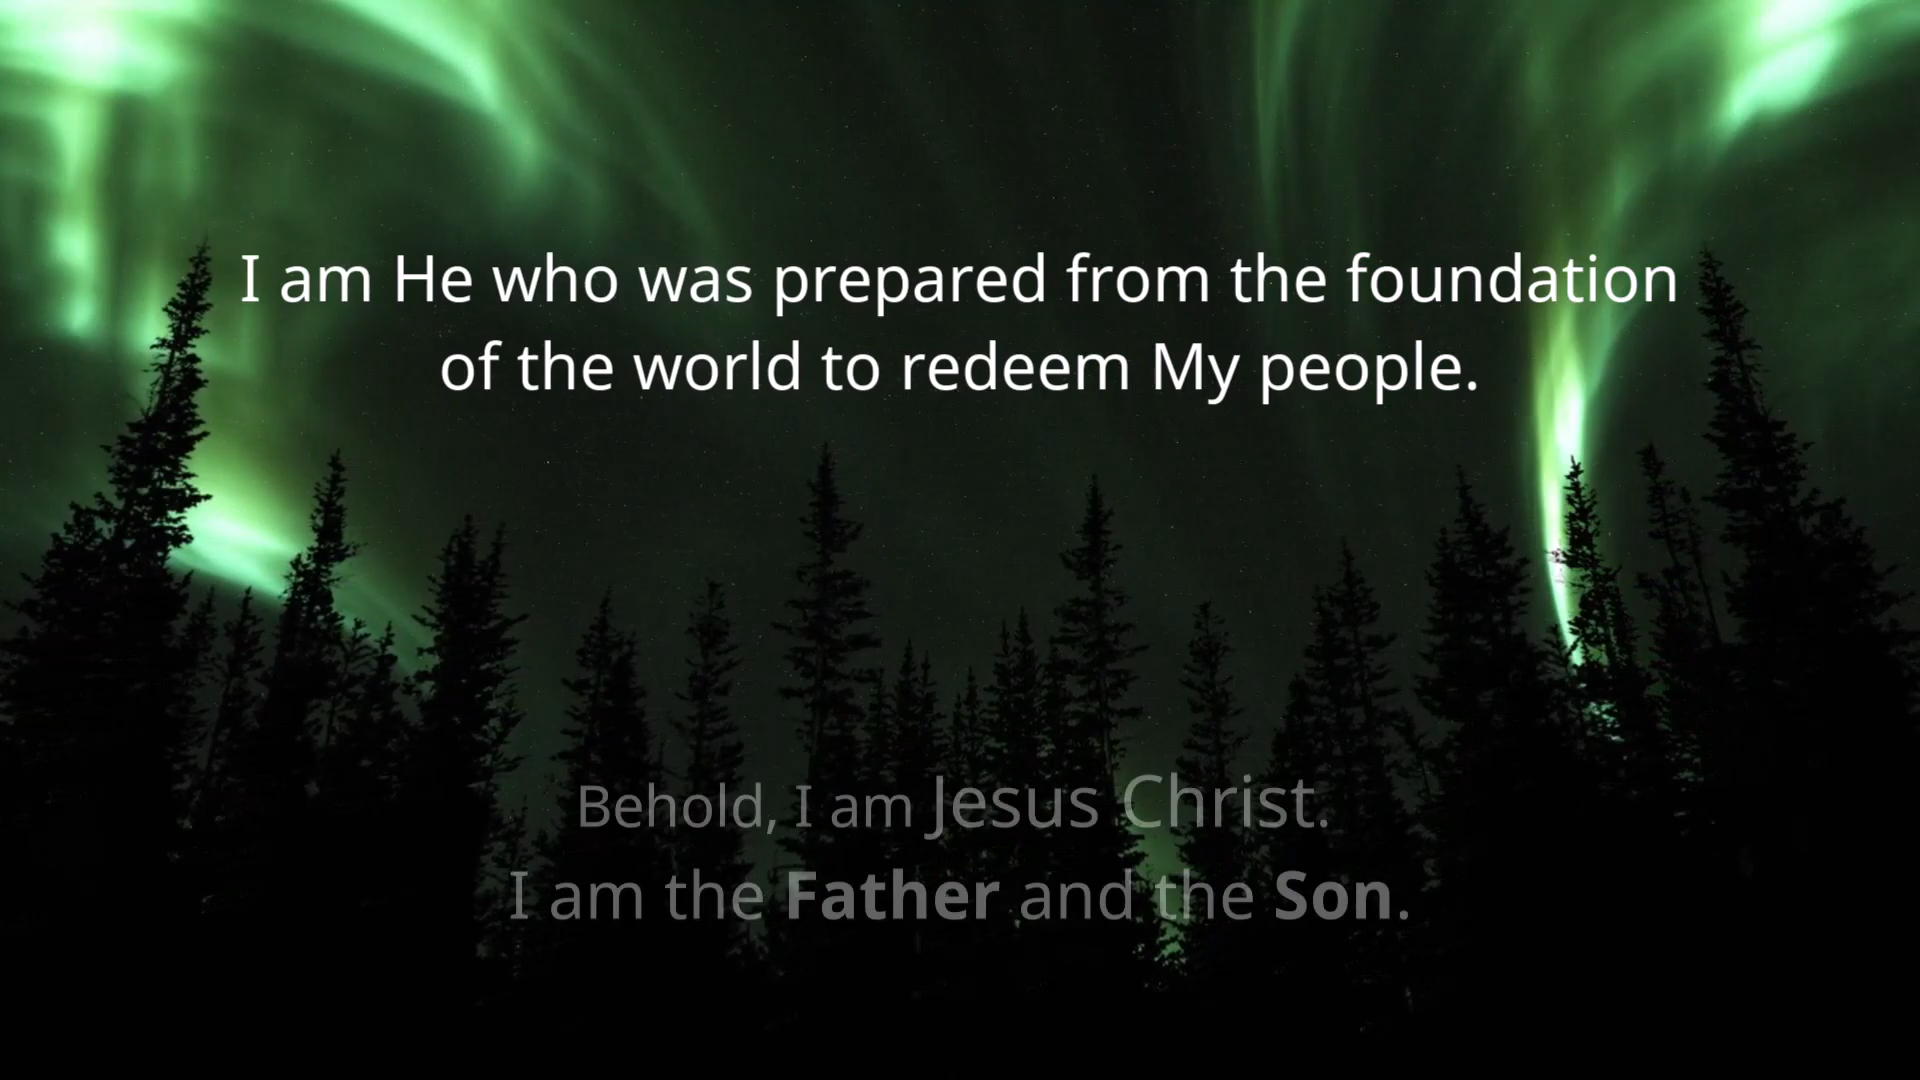 I am He who was prepared from the foundation
of the world to redeem My people.
Behold, I am Jesus Christ.
I am the Father and the Son.